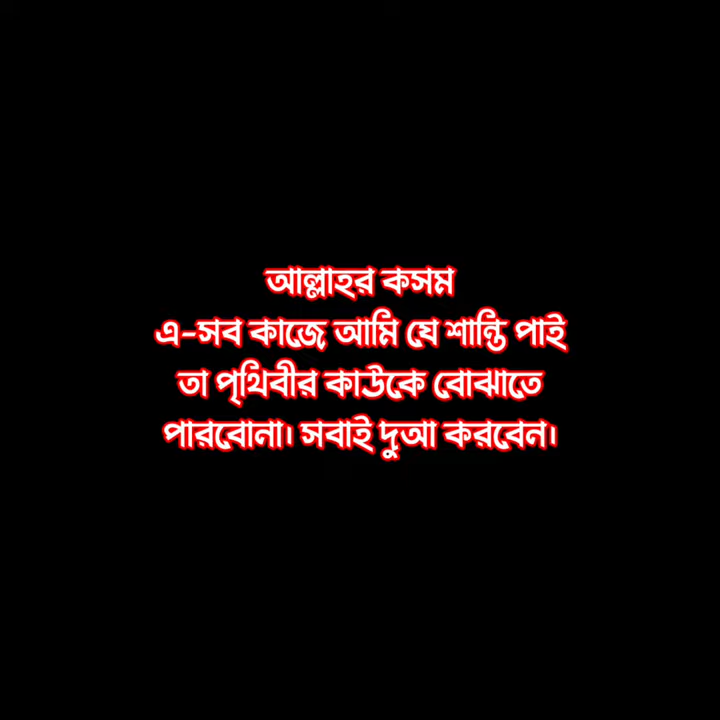 আল্লাহর কসম
এ-সব কাজে আমি যে শান্তি পাই
তা পৃথিবীর কাউকে বোঝাতে
পারবোনা। সবাই দুআ করবেন।